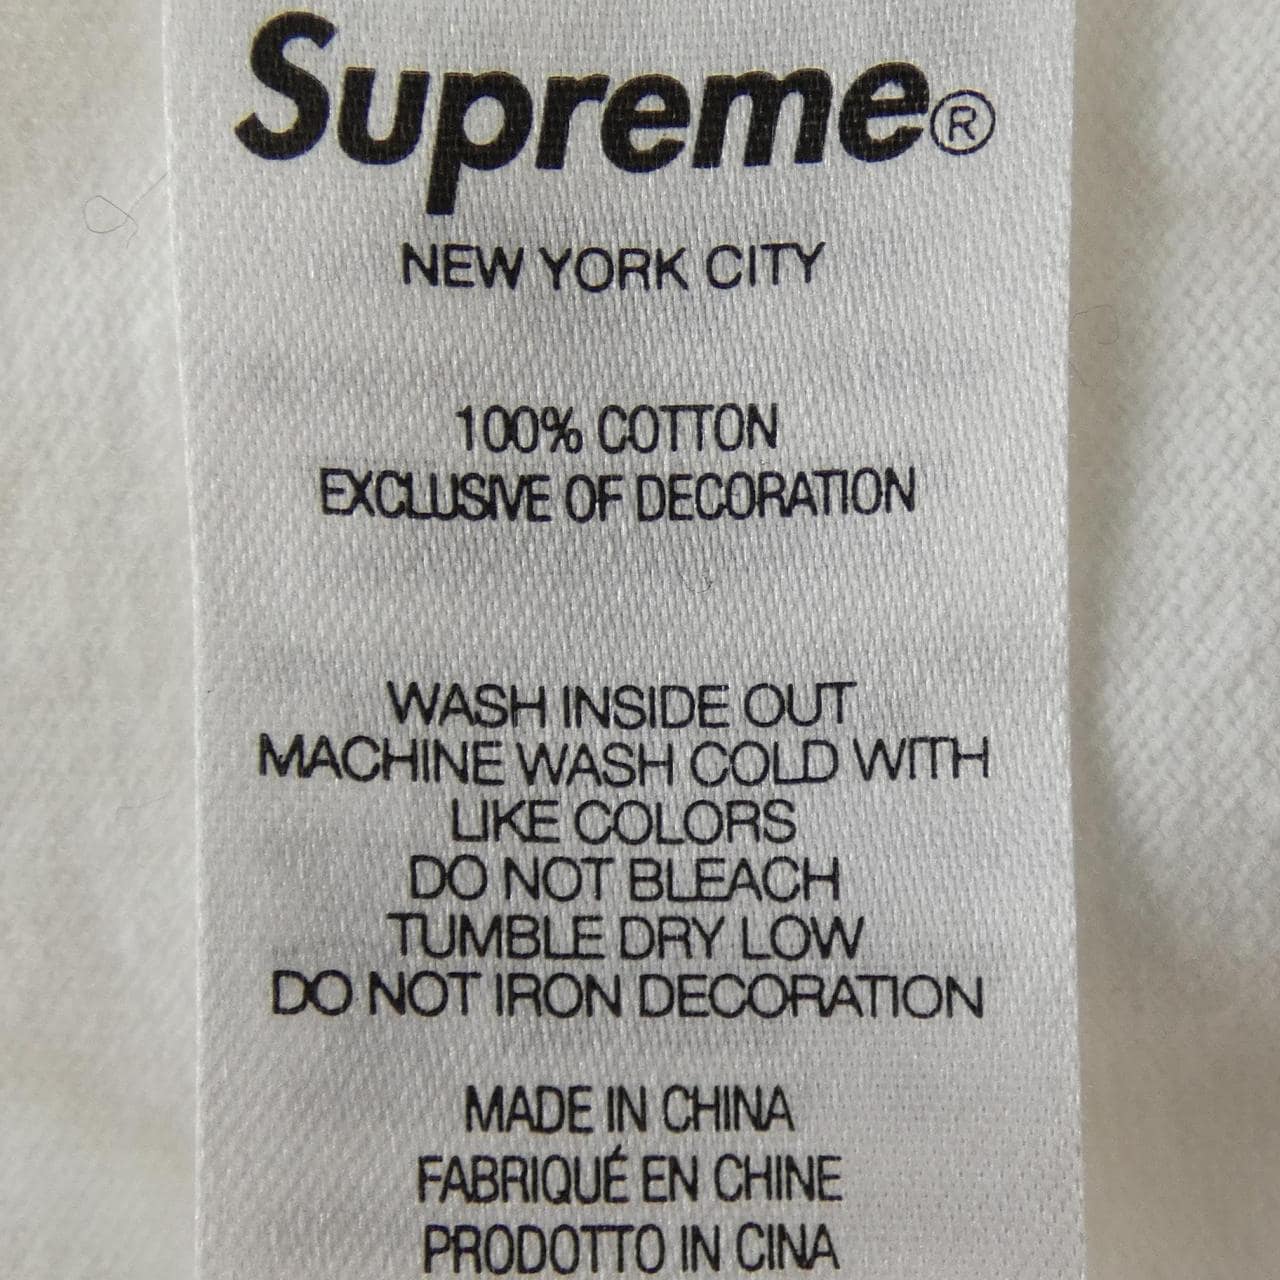 Supreme®
NEW YORK CITY
100% COTTON
EXCLUSIVE OF DECORATION
WASH INSIDE OUT
MACHINE WASH COLD WITH
LIKE COLORS
DO NOT BLEACH
TUMBLE DRY LOW
DO NOT IRON DECORATION
MADE IN CHINA
FABRIQUÉ EN CHINE
PRODOTTO IN CINA